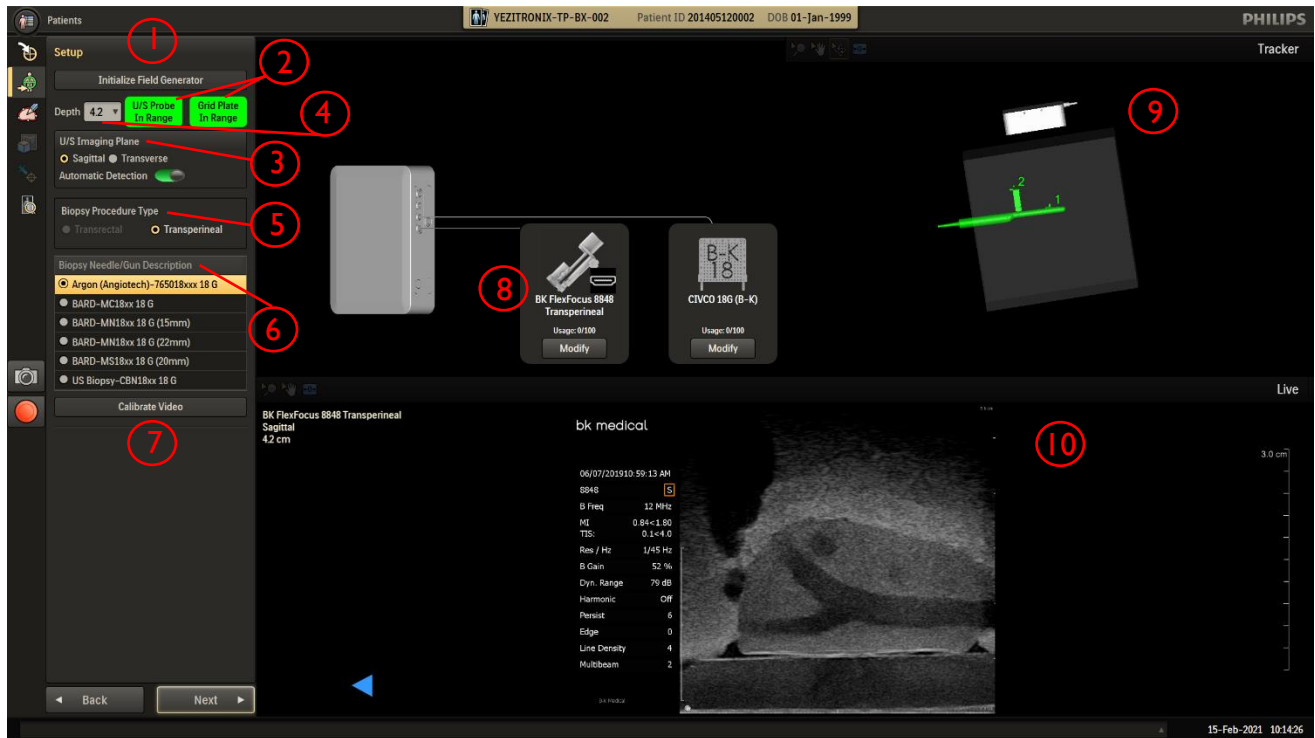 Patients
YEZITRONIX-TP-BX-002 Patient ID 201405120002 DOB 01-Jan-1999
PHILIPS
1
Setup
Tracker
Initialize Field Generator
2
Depth 4.2
U/S Probe
In Range
Grid Plate
In Range
4
9
U/S Imaging Plane
3
Sagittal Transverse
Automatic Detection
.2
.1
Biopsy Procedure Type
5
Transrectal Transperineal
Biopsy Needle/Gun Description
Argon (Angiotech)-765018xxx 18 G
BARD-MC18xx 18 G
BARD-MN18xx 18 G (15mm)
BARD-MN18xx 18 G (22mm)
BARD-MS18xx 18 G (20mm)
US Biopsy-CBN18xx 18 G
6
8
BK FlexFocus 8848
Transperineal
Usage: 0/100
Modify
B-K
18
CIVCO 18G (B-K)
Usage: 0/100
Modify
Calibrate Video
7
Live
BK FlexFocus 8848 Transperineal
Sagittal
4.2 cm
bk medical
10
3.0 cm
06/07/201910:59:13 AM
8848 S
B Freq 12 MHz
MI 0.84<1.80
TIS: 0.1<4.0
Res / Hz 1/45 Hz
B Gain 52 %
Dyn. Range 79 dB
Harmonic Off
Persist 6
Edge 0
Line Density 4
Multibeam 2
B-K Medical
Back Next
15-Feb-2021 10:14:26